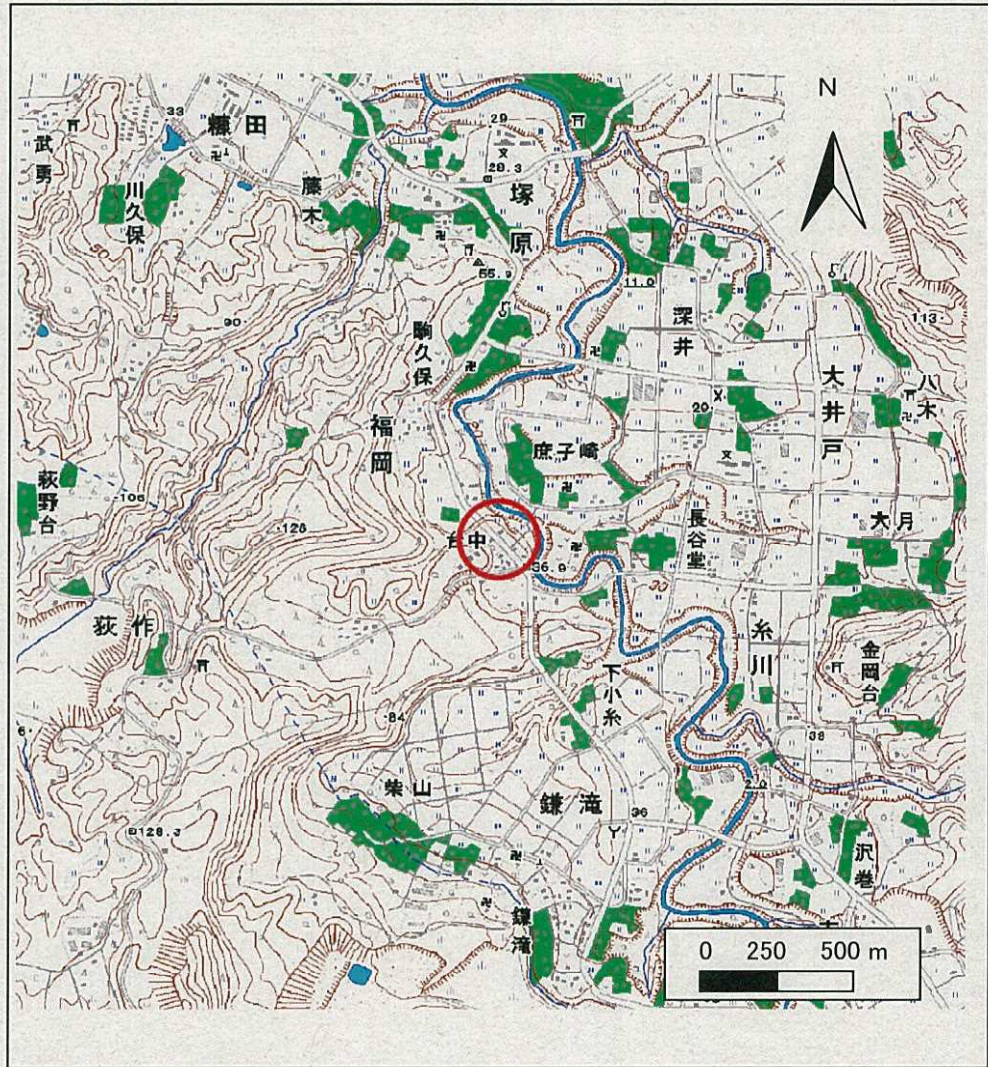 N
武勇
33
糠田
川久保
藤木
29
28.3
塚原
55.9
11.0
深井
90
駒久保
福岡
大井戸
113
八木
20
庶子崎
萩野台
106
128
台中
36.9
長谷堂
大月
30
荻作
糸川
金岡台
下小糸
84
38
柴山
鎌滝
36
2.0
128.3
沢巻
鎌滝
0 250 500 m